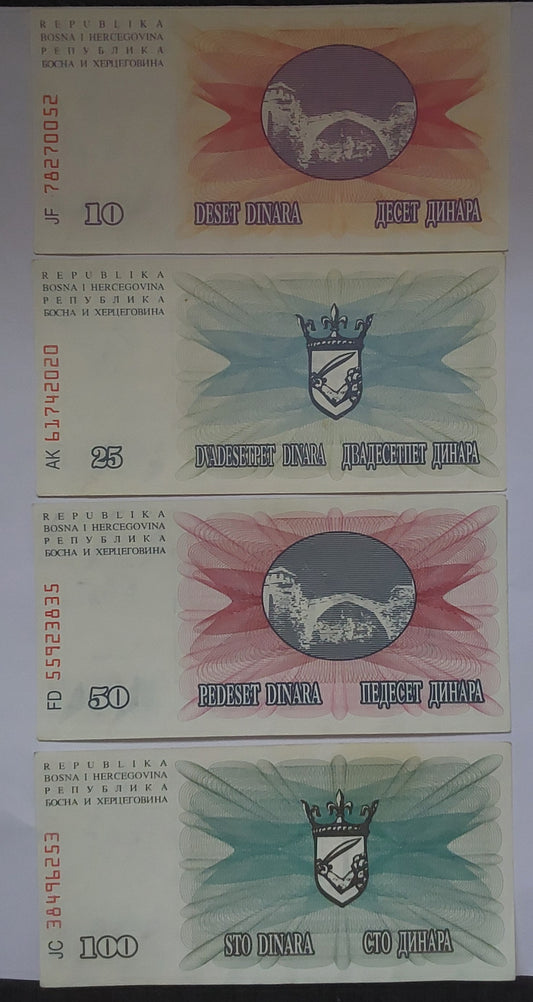 REPUBLIKA
BOSNA I HERCEGOVINA
РЕПУБЛИКА
БОСНА И ХЕРЦЕГОВИНА
JF 78270052
10
DESET DINARA ДЕСЕТ ДИНАРА
REPUBLIKA
BOSNA I HERCEGOVINA
РЕПУБЛИКА
БОСНА И ХЕРЦЕГОВИНА
AK 61742020
25
DVADESETPET DINARA ДВАДЕСЕТПЕТ ДИНАРА
REPUBLIKA
BOSNA I HERCEGOVINA
РЕПУБЛИКА
БОСНА И ХЕРЦЕГОВИНА
FD 55923835
50
PEDESET DINARA ПЕДЕСЕТ ДИНАРА
REPUBLIKA
BOSNA I HERCEGOVINA
РЕПУБЛИКА
БОСНА И ХЕРЦЕГОВИНА
JC 38496253
100
STO DINARA СТО ДИНАРА